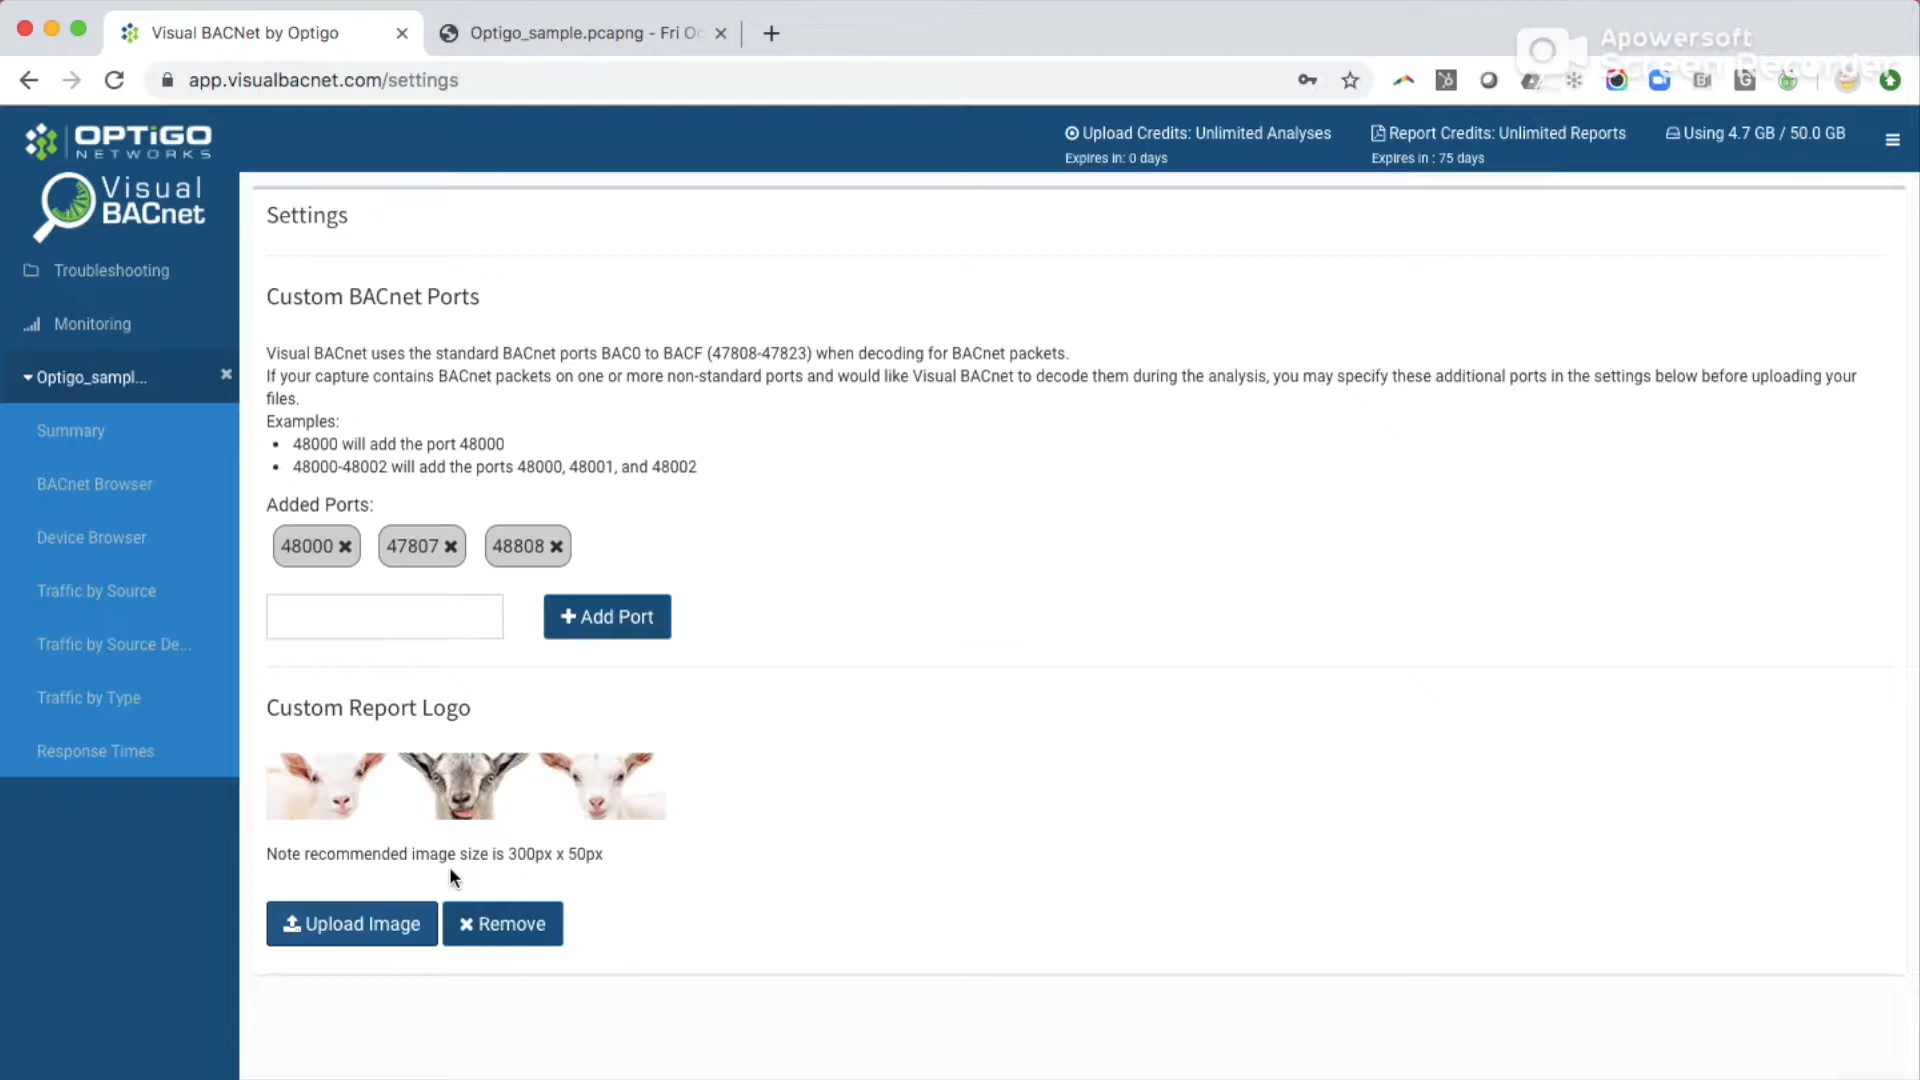 Visual BACNet by Optigo
Optigo_sample.pcapng - Fri Oc
Apowersoft
Screen Recorder
app.visualbacnet.com/settings
OPTiGO
NETWORKS
Visual
BACnet
Upload Credits: Unlimited Analyses
Expires in: 0 days
Report Credits: Unlimited Reports
Expires in : 75 days
Using 4.7 GB / 50.0 GB
Troubleshooting
Monitoring
Optigo_sampl...
Summary
BACnet Browser
Device Browser
Traffic by Source
Traffic by Source De...
Traffic by Type
Response Times
Settings
Custom BACnet Ports
Visual BACnet uses the standard BACnet ports BAC0 to BACF (47808-47823) when decoding for BACnet packets.
If your capture contains BACnet packets on one or more non-standard ports and would like Visual BACnet to decode them during the analysis, you may specify these additional ports in the settings below before uploading your
files.
Examples:
• 48000 will add the port 48000
• 48000-48002 will add the ports 48000, 48001, and 48002
Added Ports:
48000 47807 48808
Add Port
Custom Report Logo
Note recommended image size is 300px x 50px
Upload Image Remove